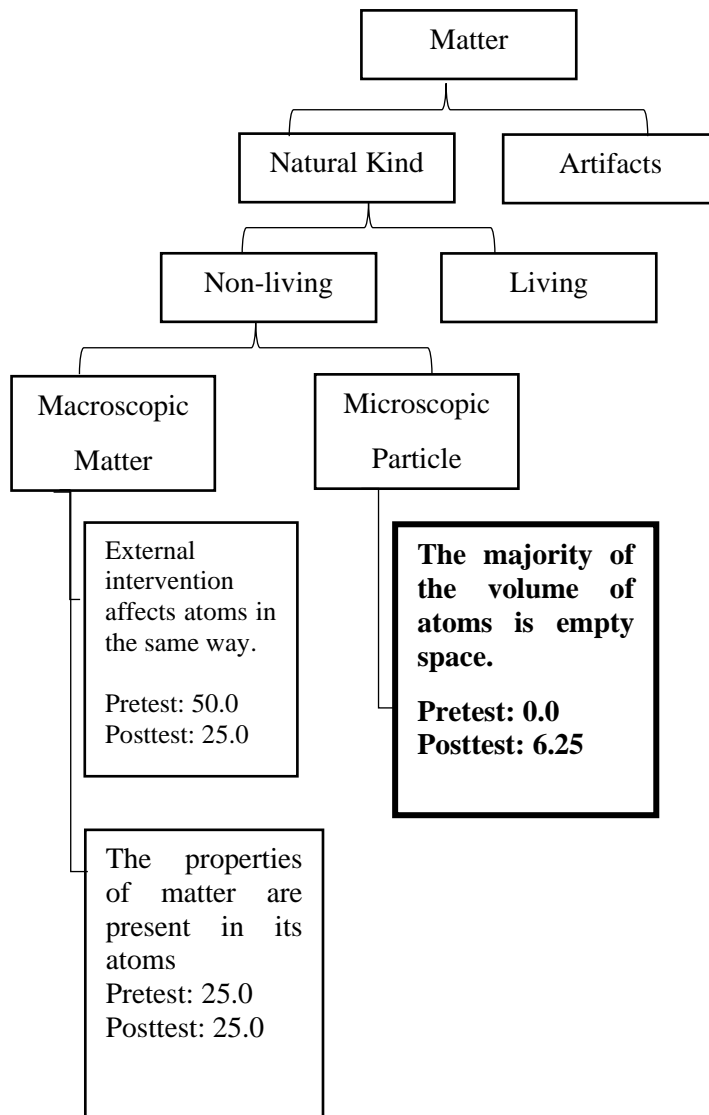 Matter
Natural Kind
Artifacts
Non-living
Living
Macroscopic
Matter
Microscopic
Particle
External
intervention
affects atoms in
the same way.
Pretest: 50.0
Posttest: 25.0
The majority of
the volume of
atoms is empty
space.
Pretest: 0.0
Posttest: 6.25
The properties
of matter are
present in its
atoms
Pretest: 25.0
Posttest: 25.0